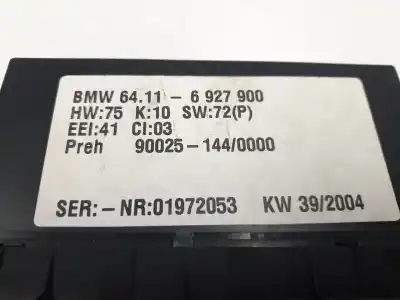 BMW 64.11 - 6 927 900
HW:75 K:10 SW:72(P)
EEI:41 CI:03
Preh 90025-144/0000
SER:-NR:01972053 KW 39/2004